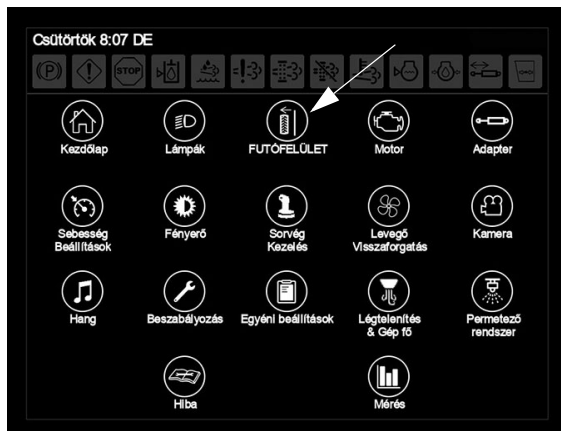 Csütörtök 8:07 DE
(P) STOP
Kezdőlap Lámpák FUTÓFELÜLET Motor Adapter
Sebesség Fényerő Sorvég Levegő Kamera
Beállítások Kezelés Visszaforgatás
Hang Beszabályozás Egyéni beállítások Légtelenítés Permetező
& Gép fő rendszer
Hiba Mérés